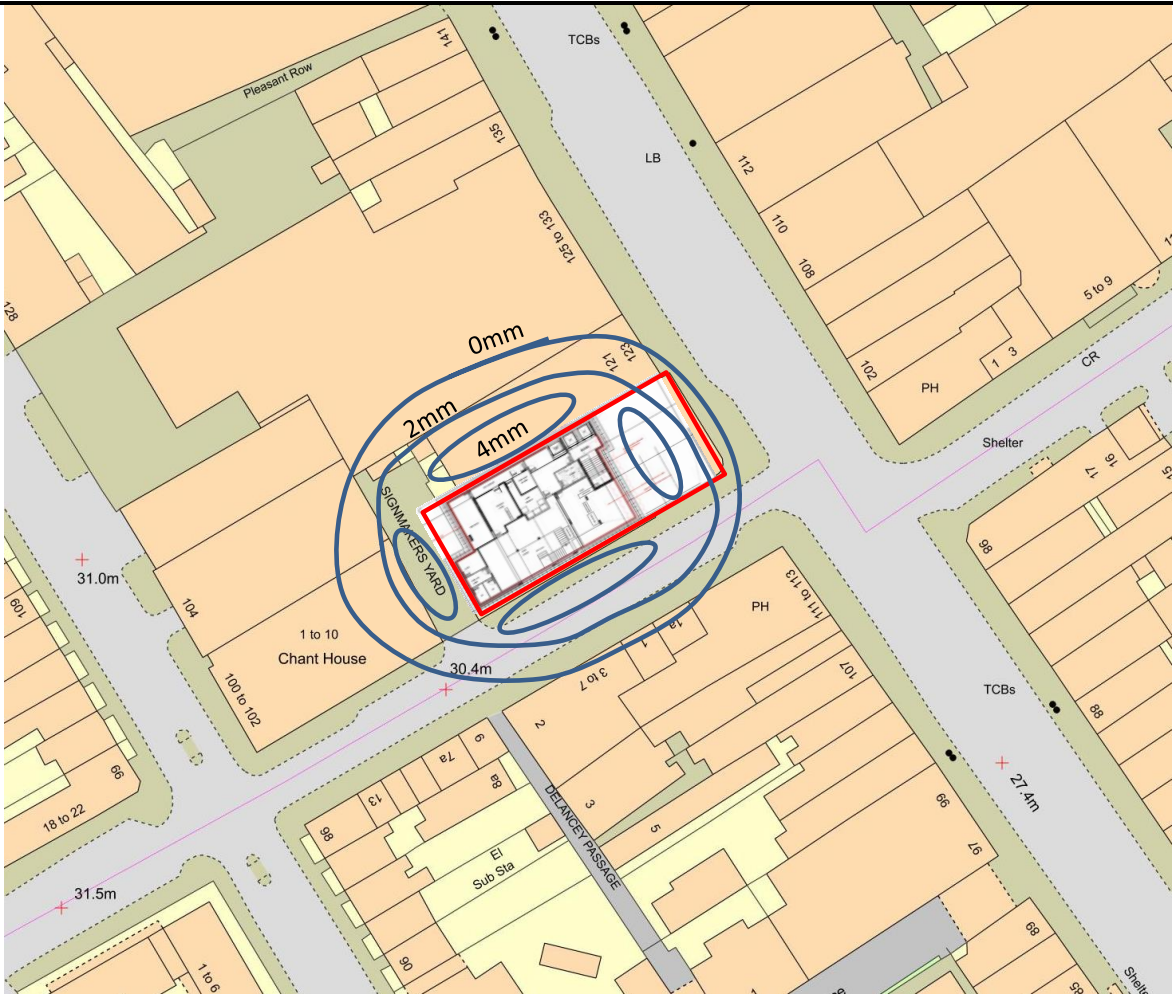 141
TCBs
Pleasant Row
135
LB
112
125 to 133
110
108
5 to 9
128
0mm
123
121
102
PH
1
3
CR
2mm
4mm
Shelter
16
17
SIGNMAKERS YARD
31.0m
98
109
104
1 to 10
Chant House
PH
111 to 113
1a
1
30.4m
3 to 7
107
100 to 102
TCBs
2
88
9
7a
8a
13
27.4m
99
18 to 22
DELANCEY PASSAGE
3
99
98
5
El
Sub Sta
97
31.5m
89
90
1 to 6
1
Shelter